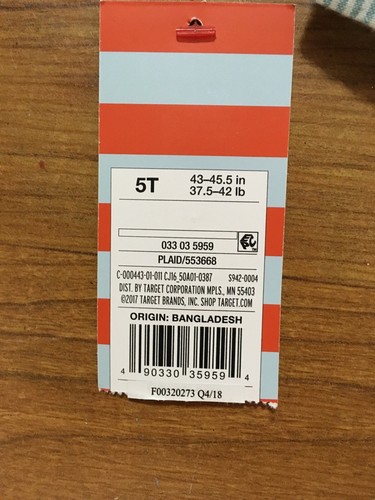 5T
43–45.5 in
37.5–42 lb
033 03 5959
PLAID/553668
C-000443-01-011 CJ16 50A01-0387 S942-0004
DIST. BY TARGET CORPORATION MPLS., MN 55403
©2017 TARGET BRANDS, INC. SHOP TARGET.COM
ORIGIN: BANGLADESH
4 90330 35959 4
F00320273 Q4/18